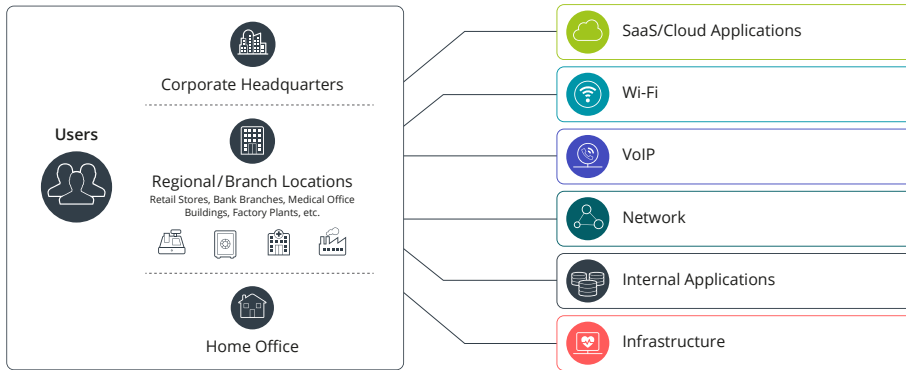 Corporate Headquarters
Users
Regional/Branch Locations
Retail Stores, Bank Branches, Medical Office
Buildings, Factory Plants, etc.
Home Office
SaaS/Cloud Applications
Wi-Fi
VoIP
Network
Internal Applications
Infrastructure